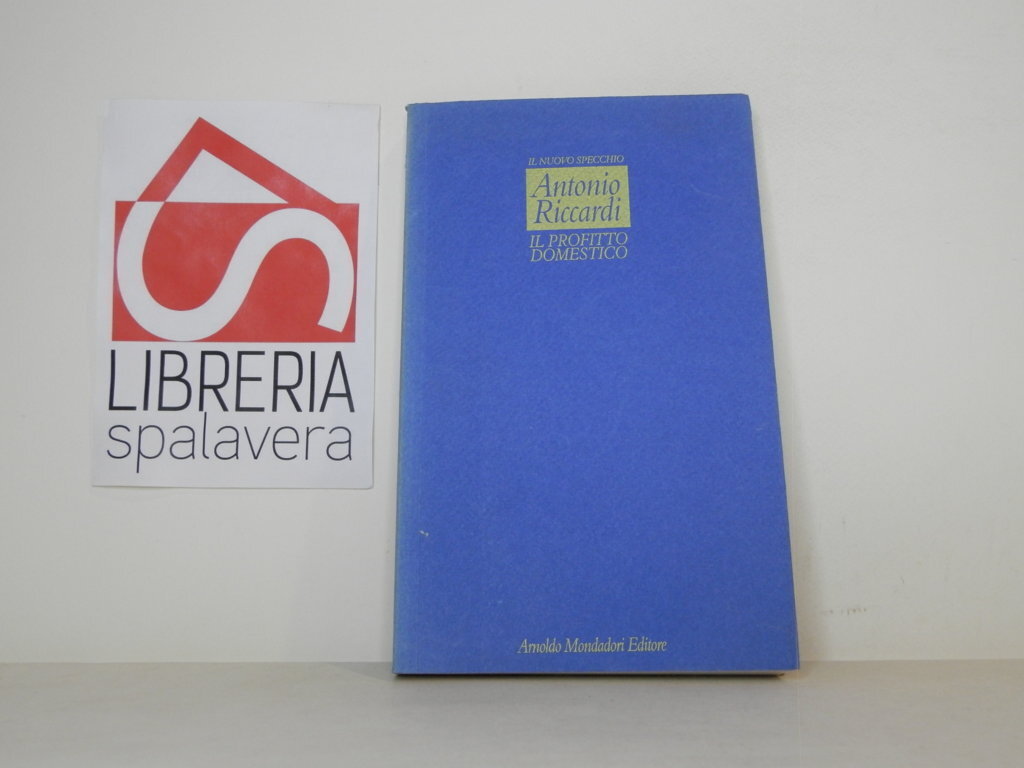 LIBRERIA
spalavera
IL NUOVO SPECCHIO
Antonio
Riccardi
IL PROFITTO
DOMESTICO
Arnoldo Mondadori Editore